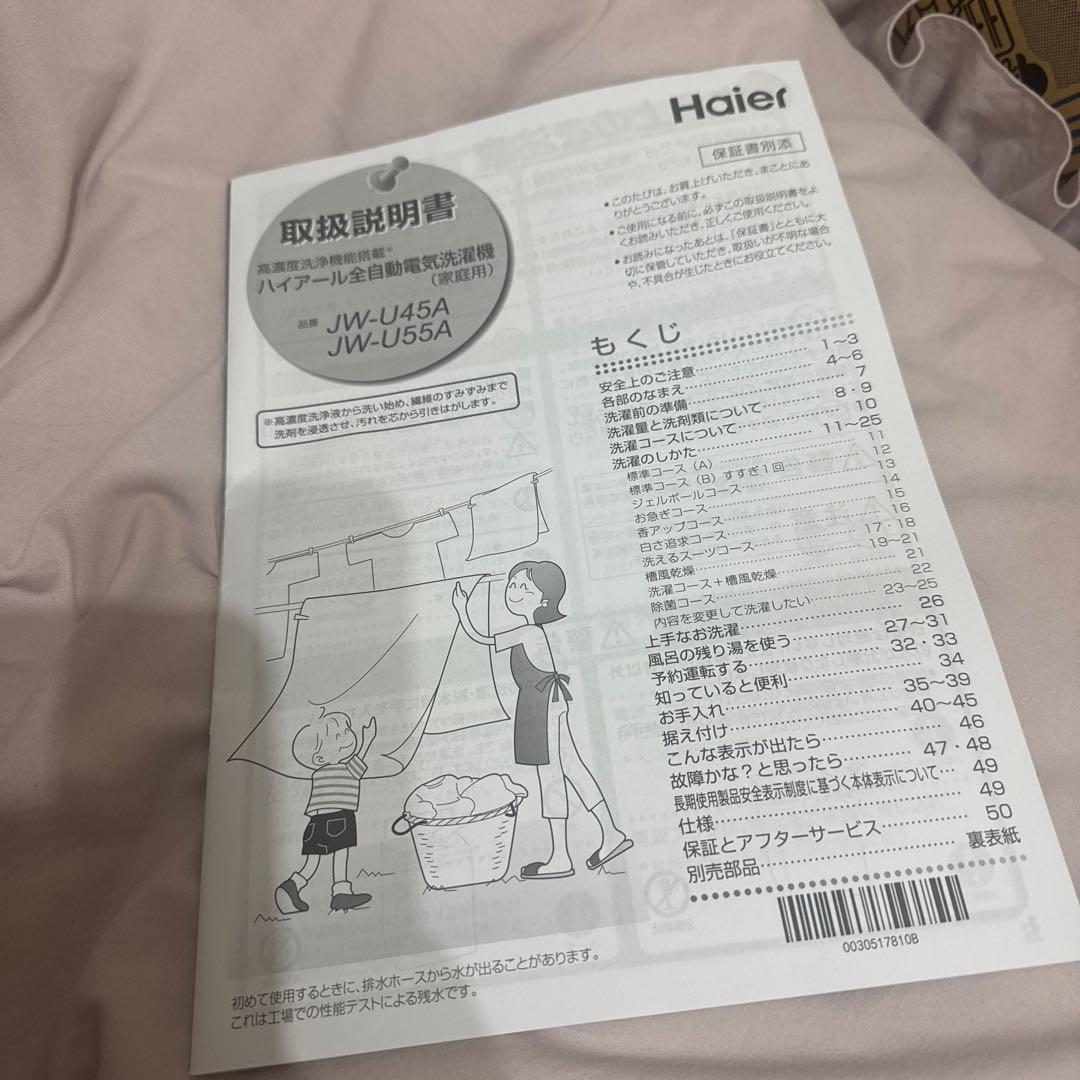 Haier
保証書別添
取扱説明書
高濃度洗浄機能搭載※
ハイアール全自動電気洗濯機
(家庭用)
品番 JW-U45A
JW-U55A
※高濃度洗浄液から洗い始め、繊維のすみずみまで
洗剤を浸透させ、汚れを芯から引きはがします。
●このたびは、お買上げいただき、まことにあ
りがとうございます。
●ご使用になる前に、必ずこの取扱説明書をよ
くお読みいただき、正しくご使用ください。
●お読みになったあとは、「保証書」とともに大
切に保管していただき、取扱いが不明な場合
や、不具合が生じたときにお役立てください。
もくじ
安全上のご注意 1～3
各部のなまえ 4～6
洗濯前の準備 7
洗濯量と洗剤類について 8・9
洗濯コースについて 10
洗濯のしかた 11～25
標準コース（A） 11
標準コース（B）すすぎ1回 12
ジェルボールコース 13
お急ぎコース 14
香アップコース 15
白さ追求コース 16
洗えるスーツコース 17・18
槽風乾燥 19～21
洗濯コース＋槽風乾燥 21
除菌コース 22
内容を変更して洗濯したい 23～25
上手なお洗濯 26
風呂の残り湯を使う 27～31
予約運転する 32・33
知っていると便利 34
お手入れ 35～39
据え付け 40～45
こんな表示が出たら 46
故障かな？と思ったら 47・48
長期使用製品安全表示制度に基づく本体表示について 49
仕様 49
保証とアフターサービス 50
別売部品 裏表紙
0030517810B
初めて使用するときに、排水ホースから水が出ることがあります。
これは工場での性能テストによる残水です。